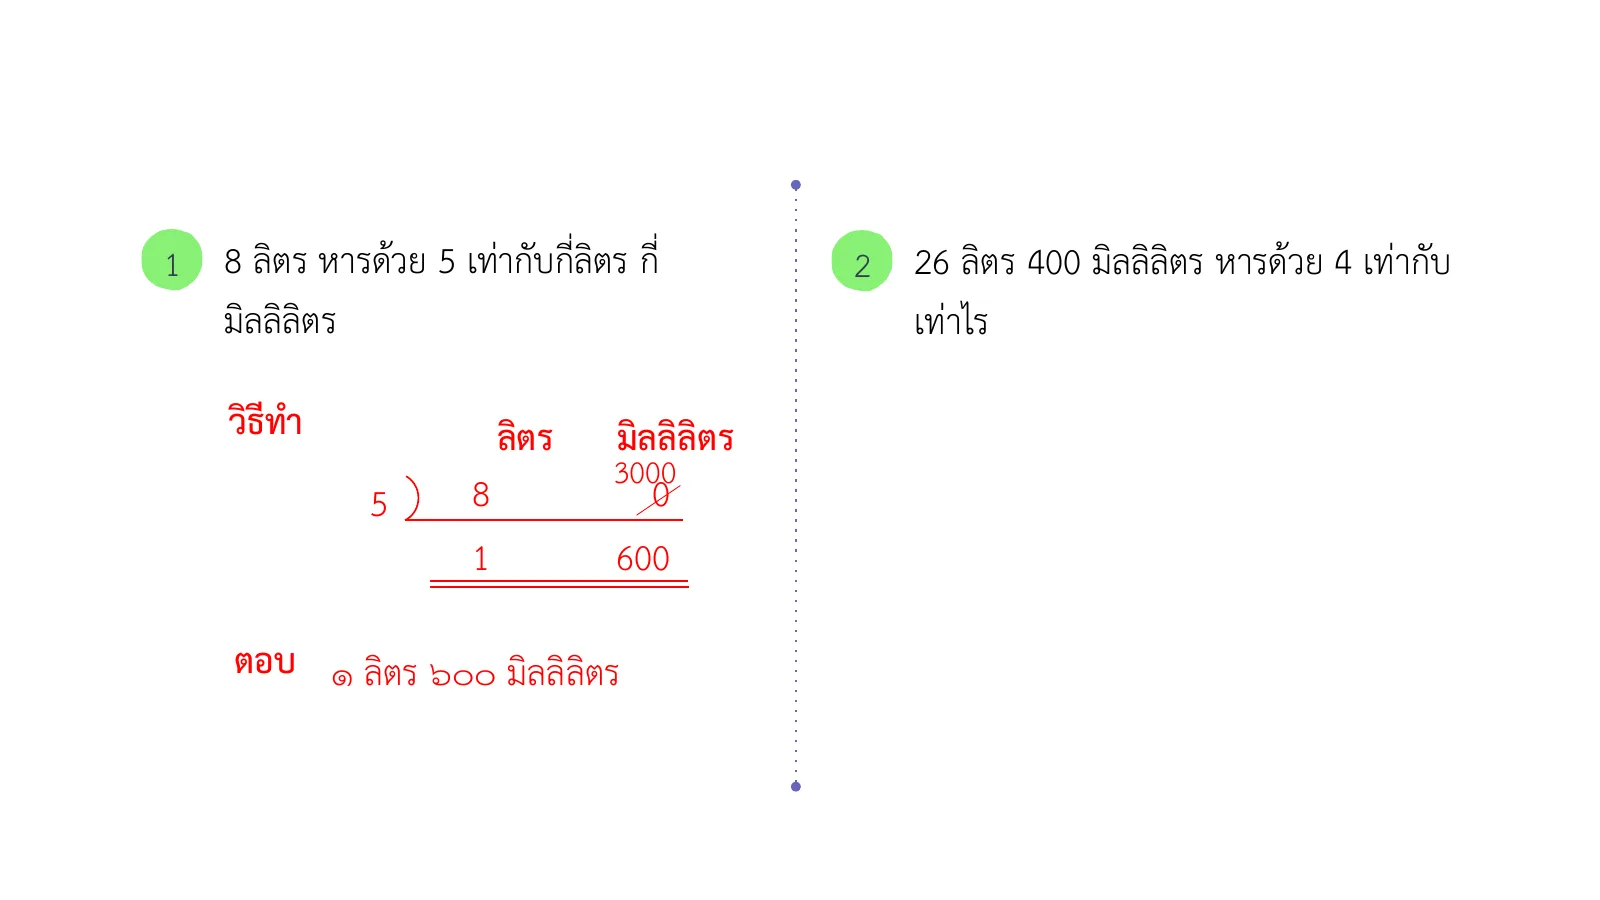 1
8 ลิตร หารด้วย 5 เท่ากับกี่ลิตร กี่
มิลลิลิตร
วิธีทำ
ลิตร มิลลิลิตร
3000
5 8 0
1 600
ตอบ ๑ ลิตร ๖๐๐ มิลลิลิตร
2
26 ลิตร 400 มิลลิลิตร หารด้วย 4 เท่ากับ
เท่าไร